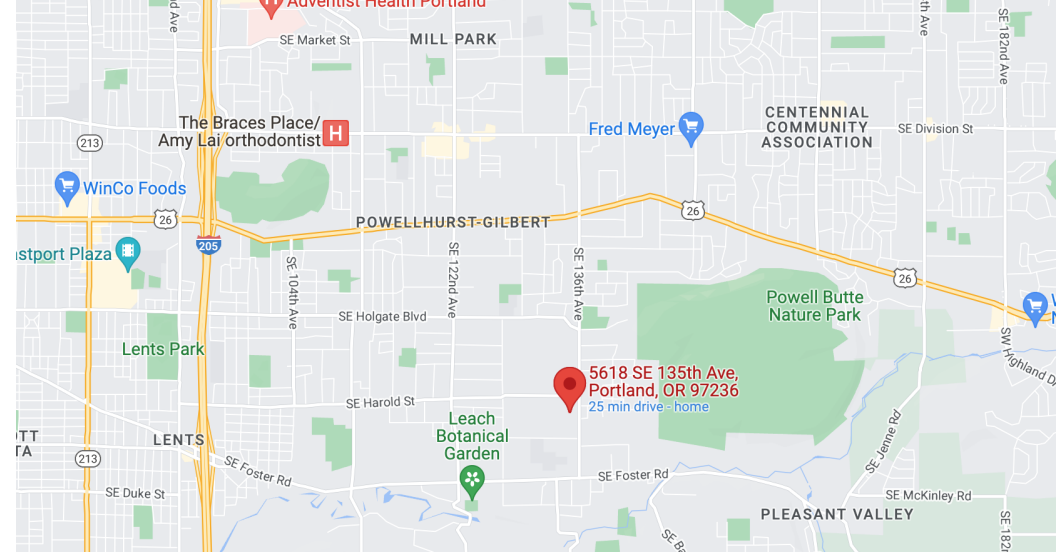 Adventist Health Portland
SE Market St
MILL PARK
SE 182nd Ave
213
The Braces Place/
Amy Lai orthodontist
H
Fred Meyer
CENTENNIAL
COMMUNITY
ASSOCIATION
SE Division St
WinCo Foods
26
26
POWELLHURST-GILBERT
205
26
SE 104th Ave
SE 122nd Ave
SE 136th Ave
Powell Butte
Nature Park
SE Holgate Blvd
Lents Park
SE Harold St
5618 SE 135th Ave,
Portland, OR 97236
25 min drive - home
Leach
Botanical
Garden
LENTS
213
SE Foster Rd
SE Foster Rd
SE Duke St
SE Jenne Rd
SE McKinley Rd
PLEASANT VALLEY
SW Highland
Plaza